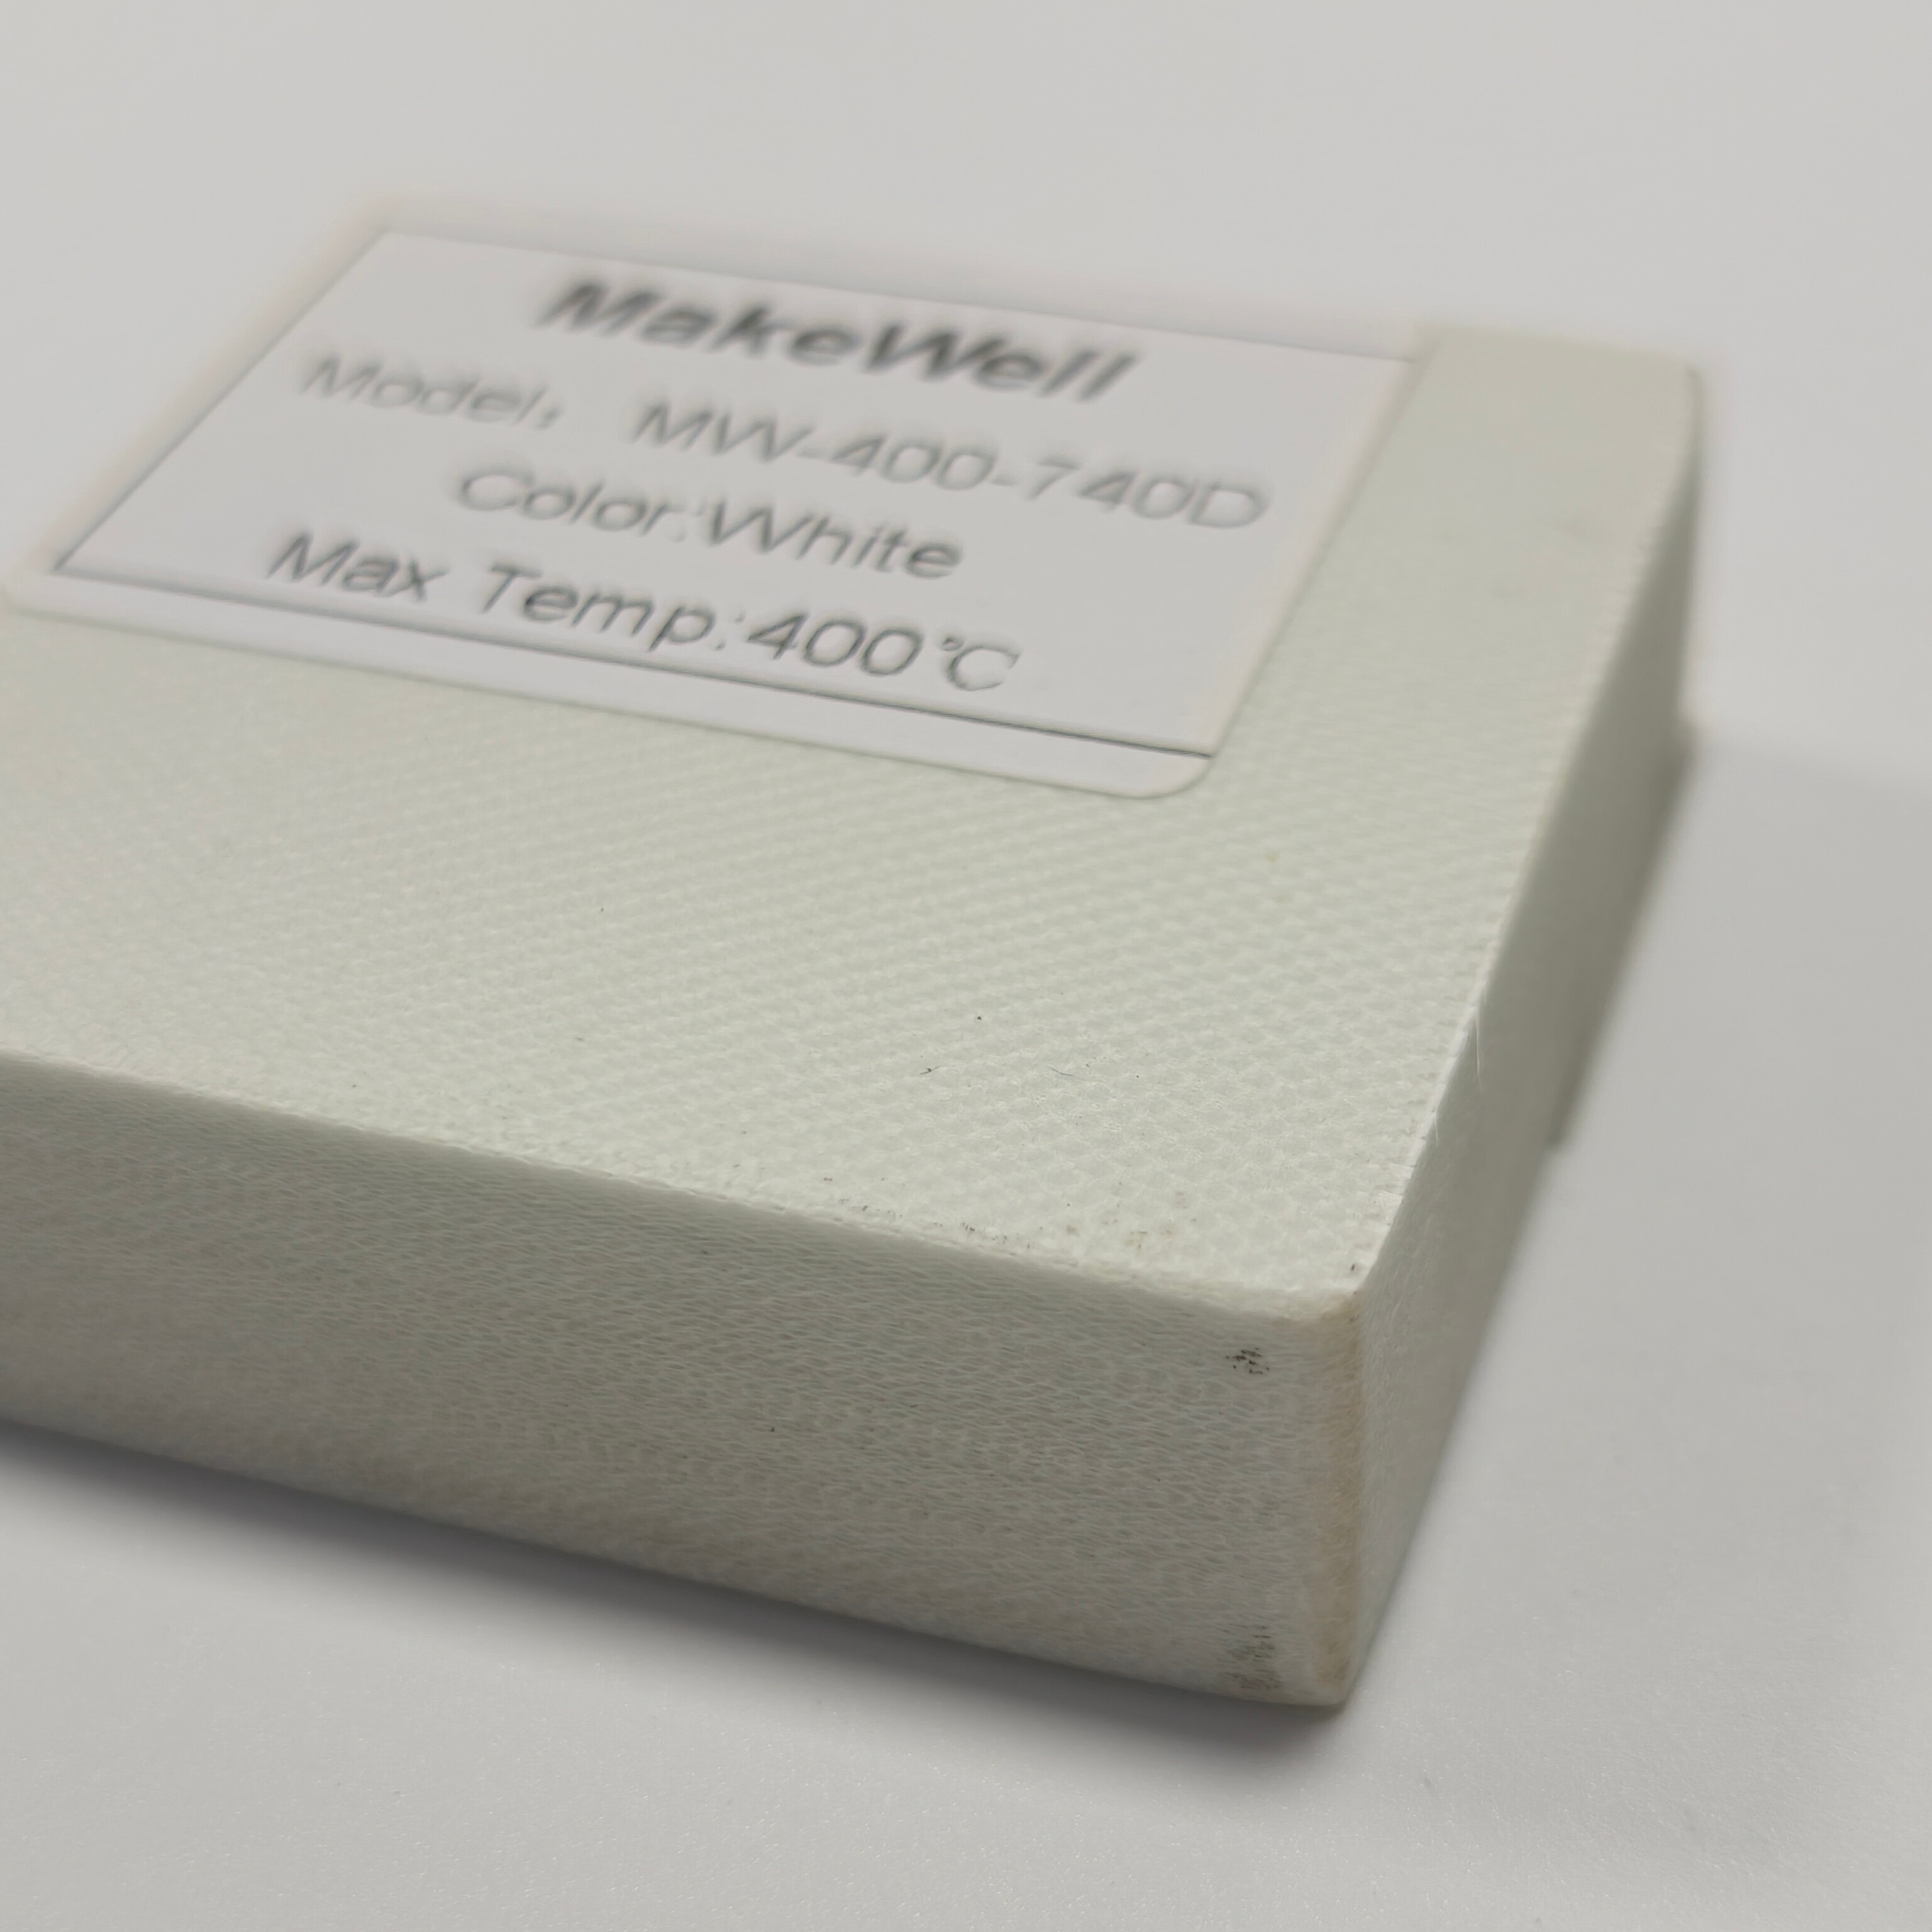 MakeWell
Model： MW-400-740D
Color:White
Max Temp:400℃